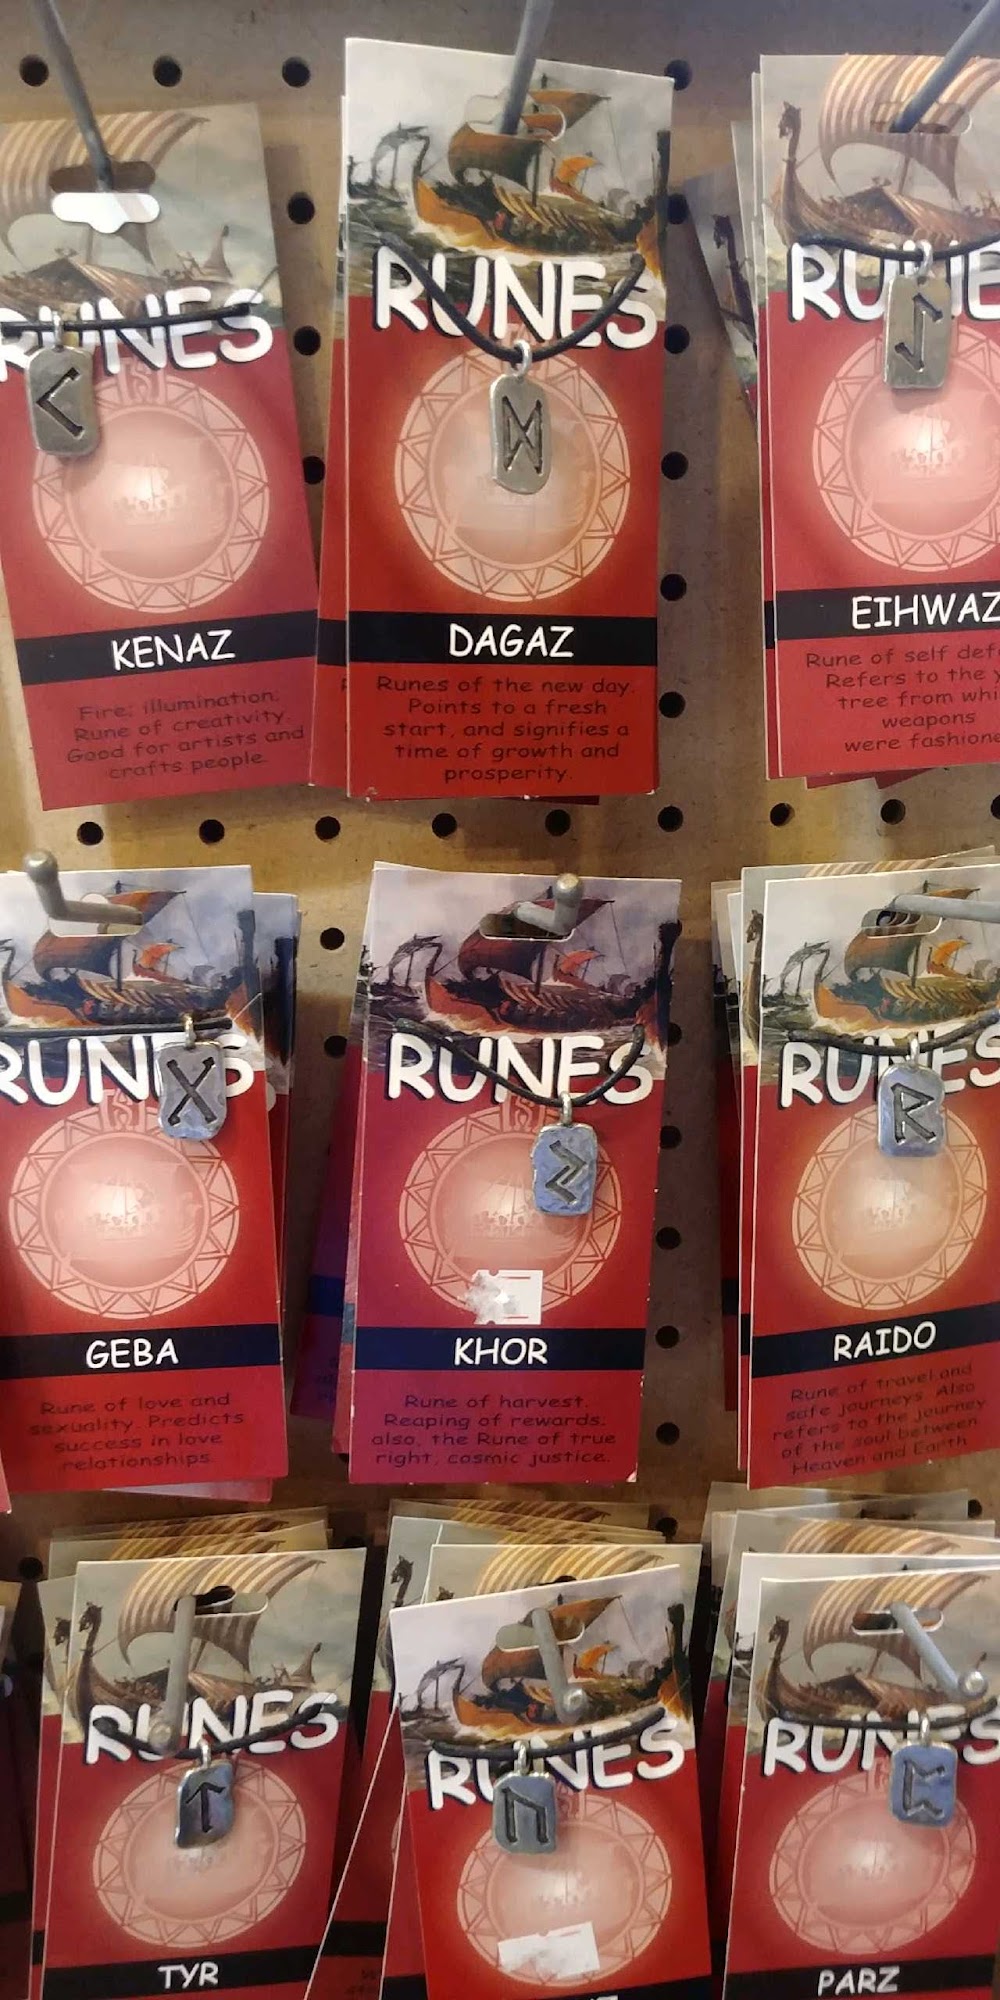 RUNES
KENAZ
Fire; illumination.
Rune of creativity.
Good for artists and
crafts people.
RUNES
DAGAZ
Runes of the new day.
Points to a fresh
start, and signifies a
time of growth and
prosperity.
RUNE
EIHWAZ
Rune of self
Refers to the
tree from
weapons
were
RUNES
GEBA
Rune of love and
sexuality. Predicts
success in love
relationships.
RUNES
KHOR
Rune of harvest.
Reaping of rewards.
also, the Rune of true
right, cosmic justice.
RUNES
RAIDO
Rune of travel and
safe journeys. Also
refers to the journey
of the soul between
Heaven and Earth
RUNES
TYR
RUNES
RUNES
PARZ